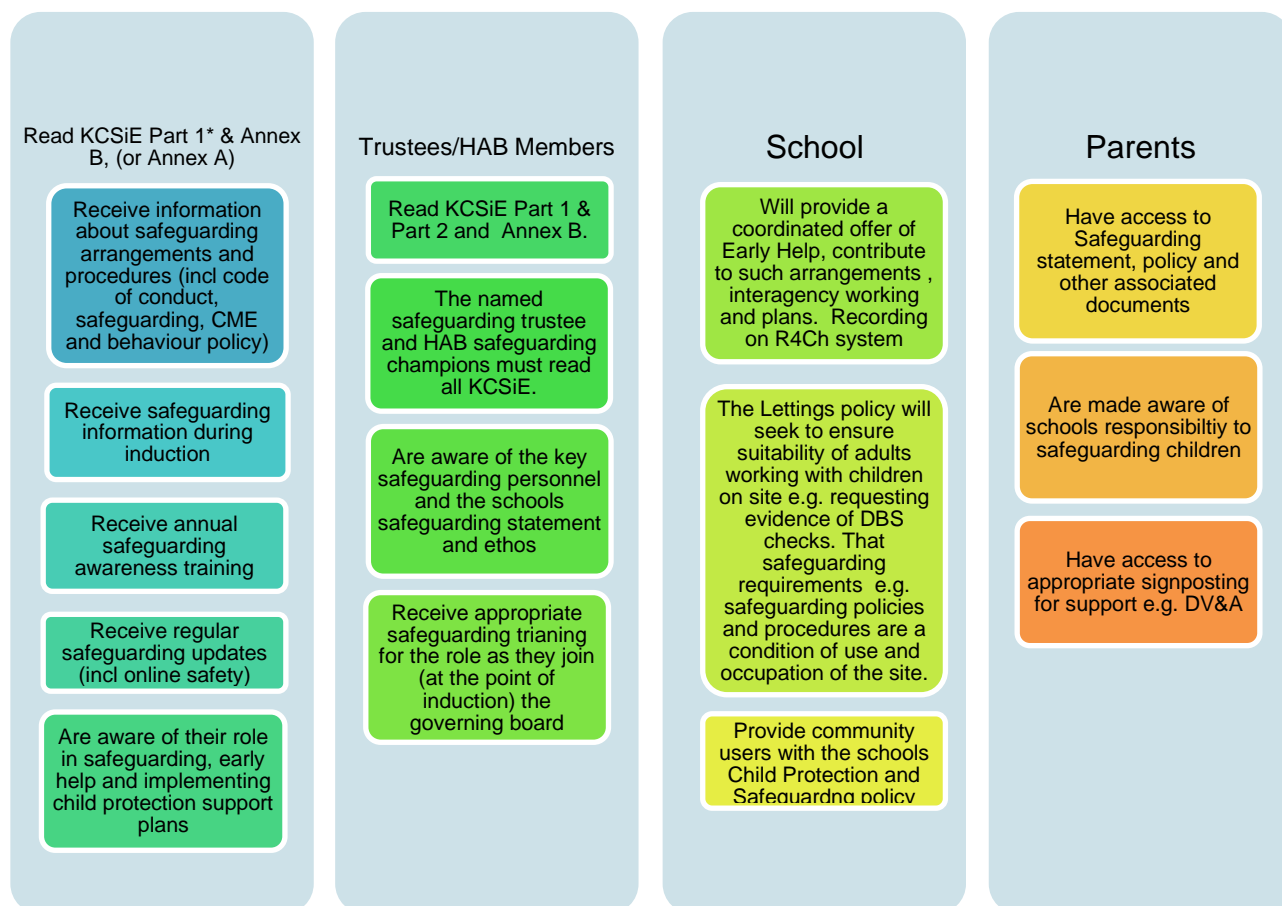 Read KCSiE Part 1* & Annex
B, (or Annex A)
Receive information
about safeguarding
arrangements and
procedures (incl code of
conduct,
safeguarding, CME
and behaviour policy)
Receive safeguarding
information during
induction
Receive annual
safeguarding
awareness training
Receive regular
safeguarding updates
(incl online safety)
Are aware of their role
in safeguarding, early
help and implementing
child protection support
plans
Trustees/HAB Members
Read KCSiE Part 1 &
Part 2 and Annex B.
The named
safeguarding trustee
and HAB safeguarding
champions must read
all KCSiE.
Are aware of the key
safeguarding personnel
and the schools
safeguarding statement
and ethos
Receive appropriate
safeguarding trianing
for the role as they join
(at the point of
induction) the
governing board
School
Will provide a
coordinated offer of
Early Help, contribute
to such arrangements ,
interagency working
and plans. Recording
on R4Ch system
The Lettings policy will
seek to ensure
suitability of adults
working with children
on site e.g. requesting
evidence of DBS
checks. That
safeguarding
requirements e.g.
safeguarding policies
and procedures are a
condition of use and
occupation of the site.
Provide community
users with the schools
Child Protection and
Safeguardng policy
Parents
Have access to
Safeguarding
statement, policy and
other associated
documents
Are made aware of
schools responsibiltiy to
safeguarding children
Have access to
appropriate signposting
for support e.g. DV&A